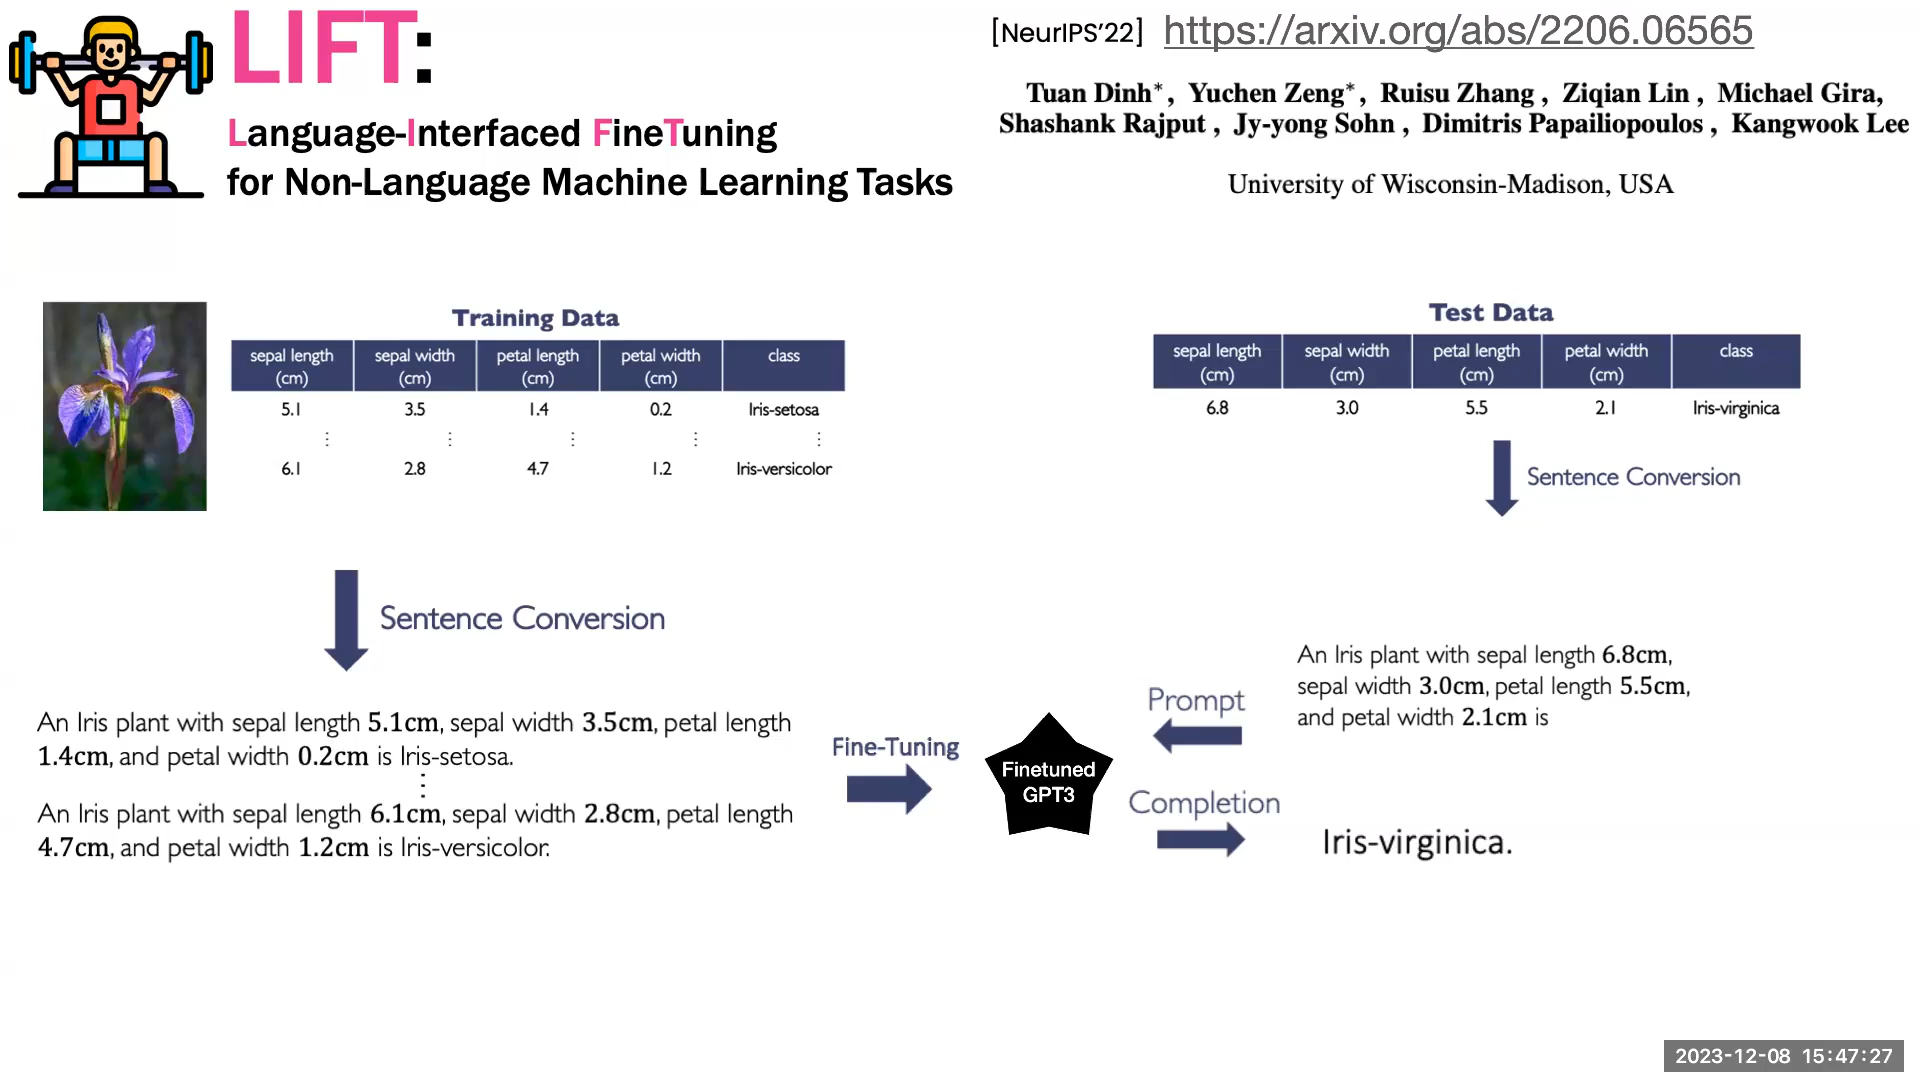 LIFT:
Language-Interfaced FineTuning
for Non-Language Machine Learning Tasks
[NeurIPS'22] https://arxiv.org/abs/2206.06565
Tuan Dinh*, Yuchen Zeng*, Ruisu Zhang, Ziqian Lin, Michael Gira,
Shashank Rajput, Jy-yong Sohn, Dimitris Papailiopoulos, Kangwook Lee
University of Wisconsin-Madison, USA
Training Data
sepal length (cm) sepal width (cm) petal length (cm) petal width (cm) class
5.1 3.5 1.4 0.2 Iris-setosa
⋮ ⋮ ⋮ ⋮ ⋮
6.1 2.8 4.7 1.2 Iris-versicolor
Sentence Conversion
An Iris plant with sepal length 5.1cm, sepal width 3.5cm, petal length
1.4cm, and petal width 0.2cm is Iris-setosa.
⋮
An Iris plant with sepal length 6.1cm, sepal width 2.8cm, petal length
4.7cm, and petal width 1.2cm is Iris-versicolor.
Fine-Tuning
Finetuned
GPT3
Test Data
sepal length (cm) sepal width (cm) petal length (cm) petal width (cm) class
6.8 3.0 5.5 2.1 Iris-virginica
Sentence Conversion
An Iris plant with sepal length 6.8cm,
sepal width 3.0cm, petal length 5.5cm,
and petal width 2.1cm is
Prompt
Completion
Iris-virginica.
2023-12-08 15:47:27